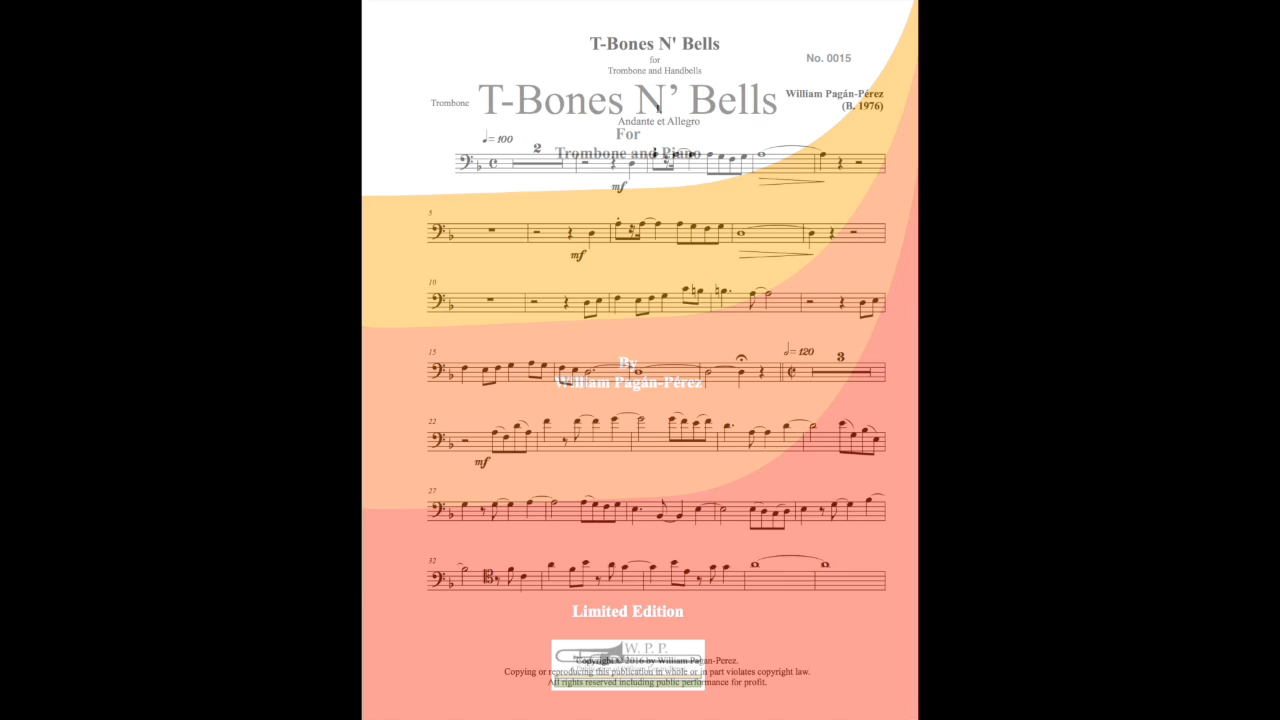 T-Bones N' Bells
for
Trombone and Handbells
No. 0015
Trombone
T-Bones N’ Bells
William Pagán-Pérez
(B. 1976)
I.
Andante et Allegro
For
Trombone and Piano
= 100
2
mf
5
mf
10
15
= 120
3
By
William Pagán-Pérez
22
mf
27
32
Limited Edition
W. P. P.
Copyright © 2016 by William Pagan-Perez.
Copying or reproducing this publication in whole or in part violates copyright law.
All rights reserved including public performance for profit.